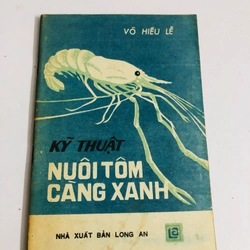 VÕ HIẾU LỄ
KỸ THUẬT
NUÔI TÔM
CÀNG XANH
NHÀ XUẤT BẢN LONG AN